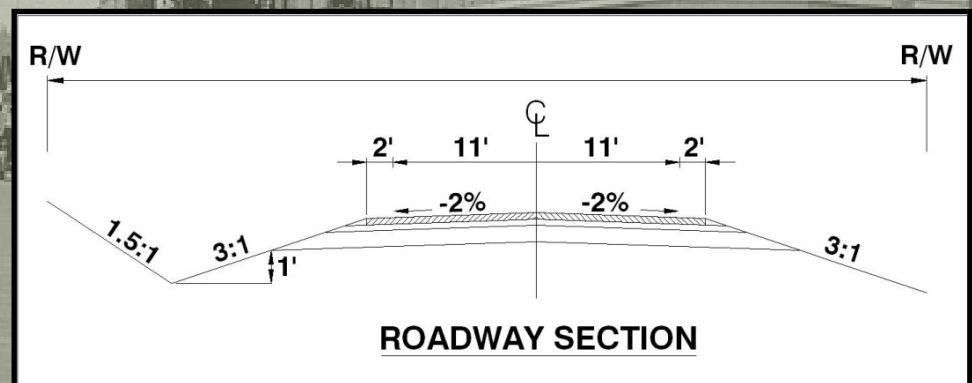 R/W R/W
℄
2' 11' 11' 2'
-2% -2%
1.5:1 3:1 3:1
1'
ROADWAY SECTION